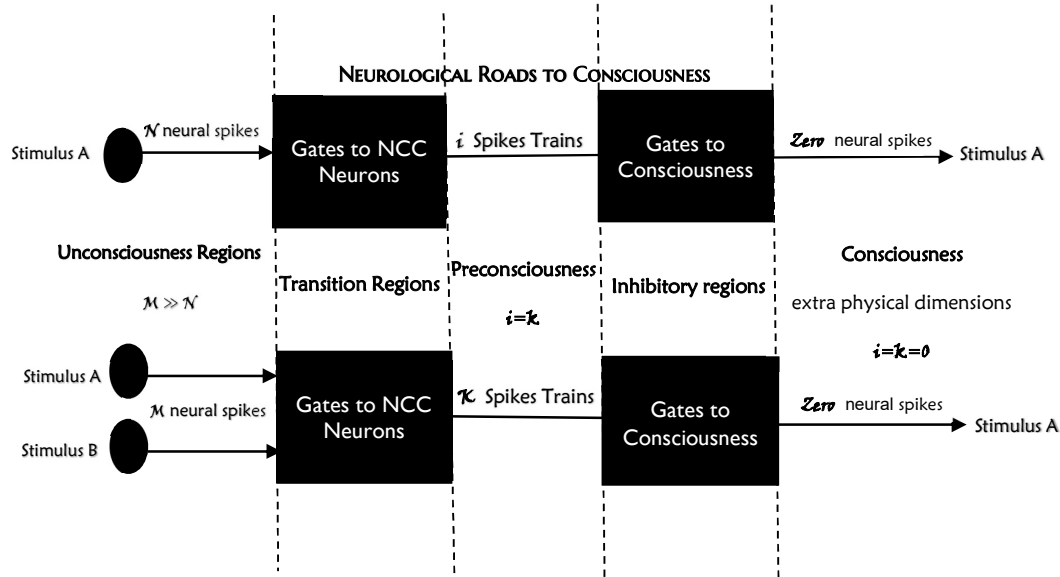 NEUROLOGICAL ROADS TO CONSCIOUSNESS
Stimulus A
N neural spikes
Gates to NCC
Neurons
i Spikes Trains
Gates to
Consciousness
Zero neural spikes
Stimulus A
Unconsciousness Regions
M ≫ N
Transition Regions
Preconsciousness
i=k
Inhibitory regions
Consciousness
extra physical dimensions
i=k=0
Stimulus A
M neural spikes
Stimulus B
Gates to NCC
Neurons
K Spikes Trains
Gates to
Consciousness
Zero neural spikes
Stimulus A